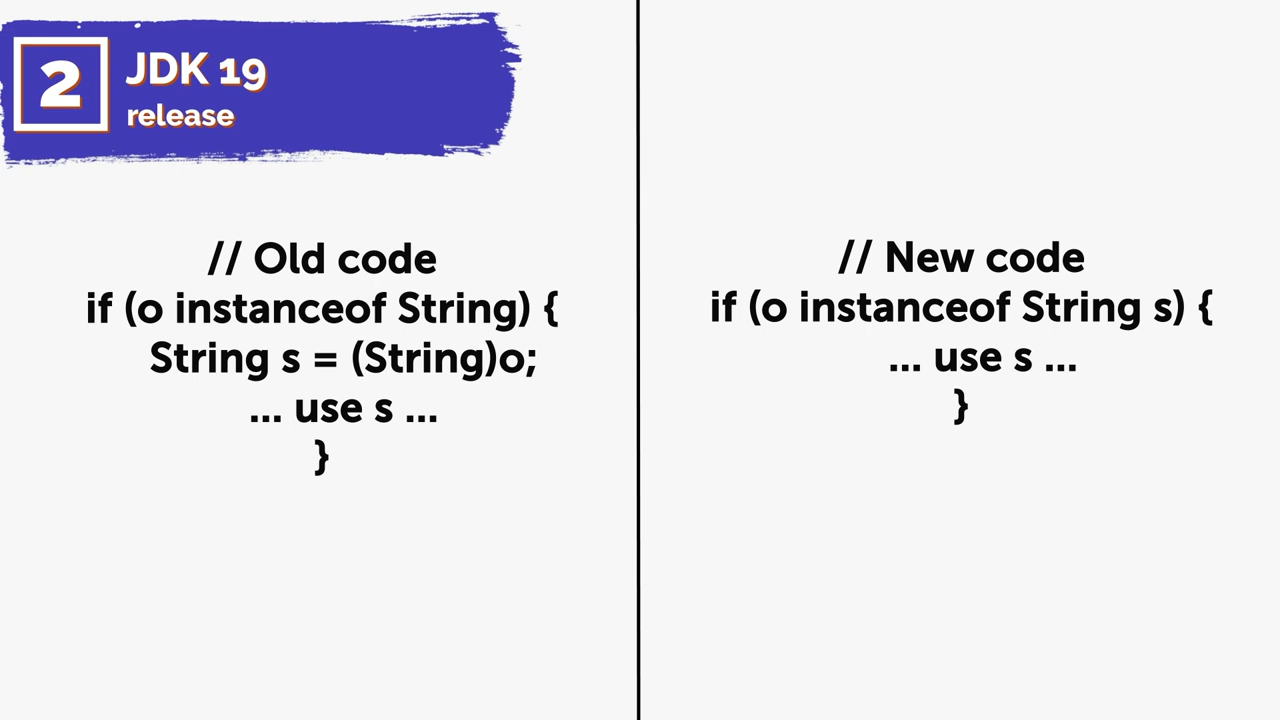 2
JDK 19
release
// Old code
if (o instanceof String) {
String s = (String)o;
... use s ...
}
// New code
if (o instanceof String s) {
... use s ...
}